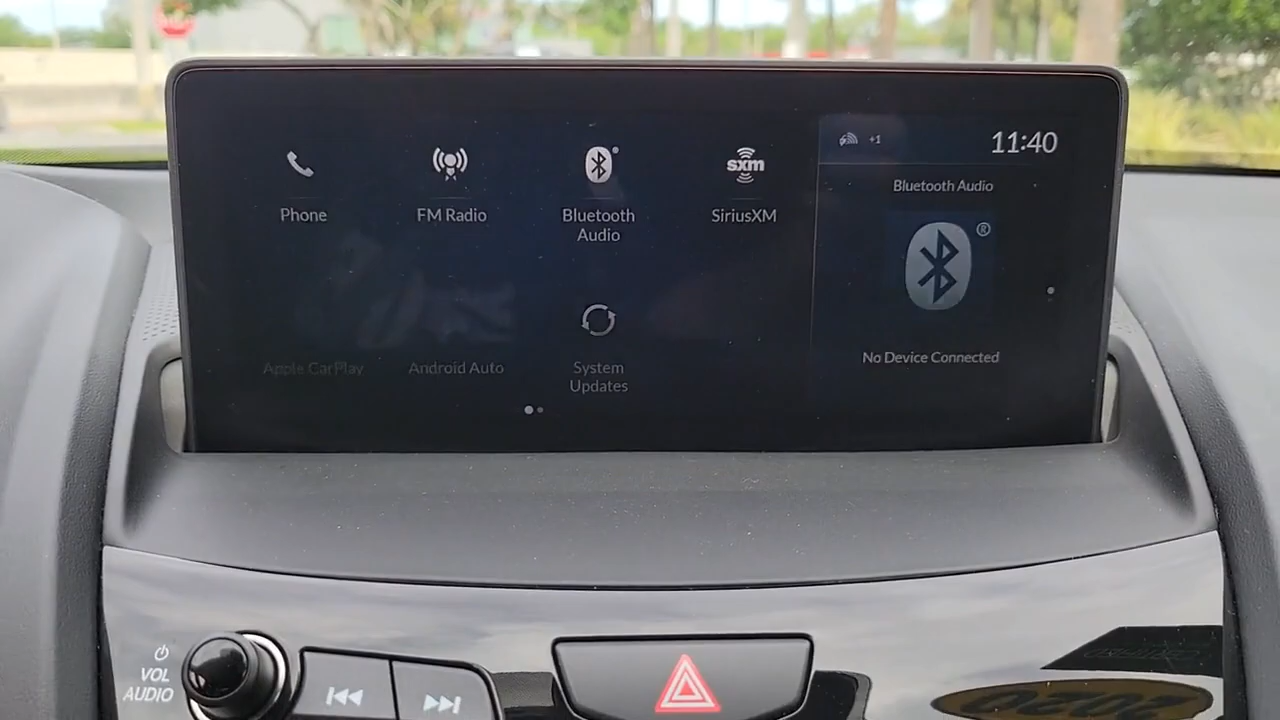 +1
11:40
Phone
FM Radio
Bluetooth
Audio
sxm
SiriusXM
Bluetooth Audio
®
No Device Connected
Apple CarPlay
Android Auto
System
Updates
VOL
AUDIO
2020